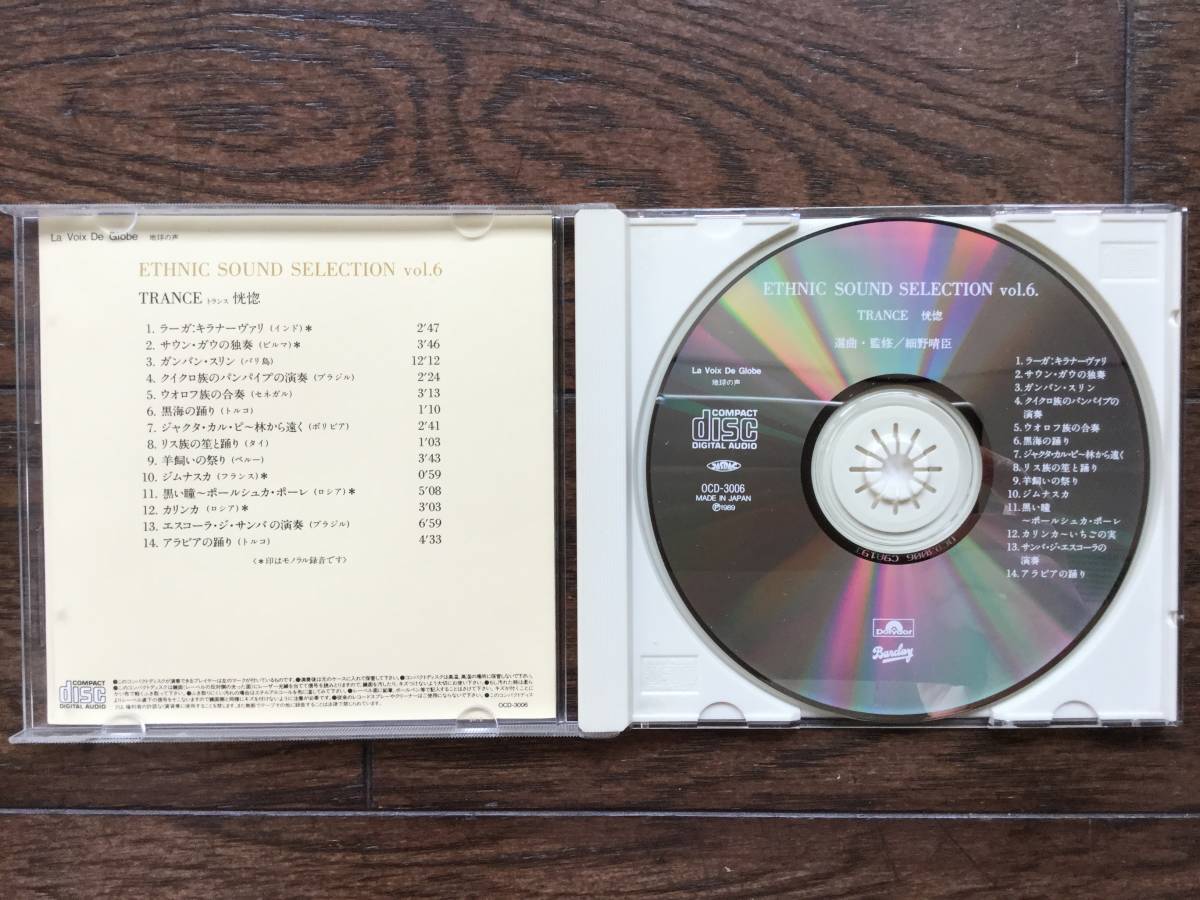 La Voix De Globe 地球の声
ETHNIC SOUND SELECTION vol.6
TRANCE トランス 恍惚
1. ラーガ:キラナーヴァリ (インド)* 2'47
2. サウン・ガウの独奏 (ビルマ)* 3'46
3. ガンバン・スリン (バリ島) 12'12
4. クイクロ族のパンパイプの演奏 (ブラジル) 2'24
5. ウオロフ族の合奏 (セネガル) 3'13
6. 黒海の踊り (トルコ) 1'10
7. ジャクタ・カル・ピ〜林から遠く (ボリビア) 2'41
8. リス族の笙と踊り (タイ) 1'03
9. 羊飼いの祭り (ペルー) 3'43
10. ジムナスカ (フランス)* 0'59
11. 黒い瞳〜ポールシュカ・ポーレ (ロシア)* 5'08
12. カリンカ (ロシア)* 3'03
13. エスコーラ・ジ・サンバの演奏 (ブラジル) 6'59
14. アラビアの踊り (トルコ) 4'33
〈*印はモノラル録音です〉
COMPACT
disc
DIGITAL AUDIO
OCD-3006
ETHNIC SOUND SELECTION vol.6.
TRANCE 恍惚
選曲・監修/細野晴臣
La Voix De Globe
地球の声
COMPACT
disc
DIGITAL AUDIO
OCD-3006
MADE IN JAPAN
Ⓟ1989
1. ラーガ:キラナーヴァリ
2. サウン・ガウの独奏
3. ガンバン・スリン
4. クイクロ族のパンパイプの
演奏
5. ウオロフ族の合奏
6. 黒海の踊り
7. ジャクタ・カル・ピ〜林から遠く
8. リス族の笙と踊り
9. 羊飼いの祭り
10. ジムナスカ
11. 黒い瞳
〜ポールシュカ・ポーレ
12. カリンカ〜いちごの実
13. サンバ・ジ・エスコーラの
演奏
14. アラビアの踊り
Polydor
Barclay